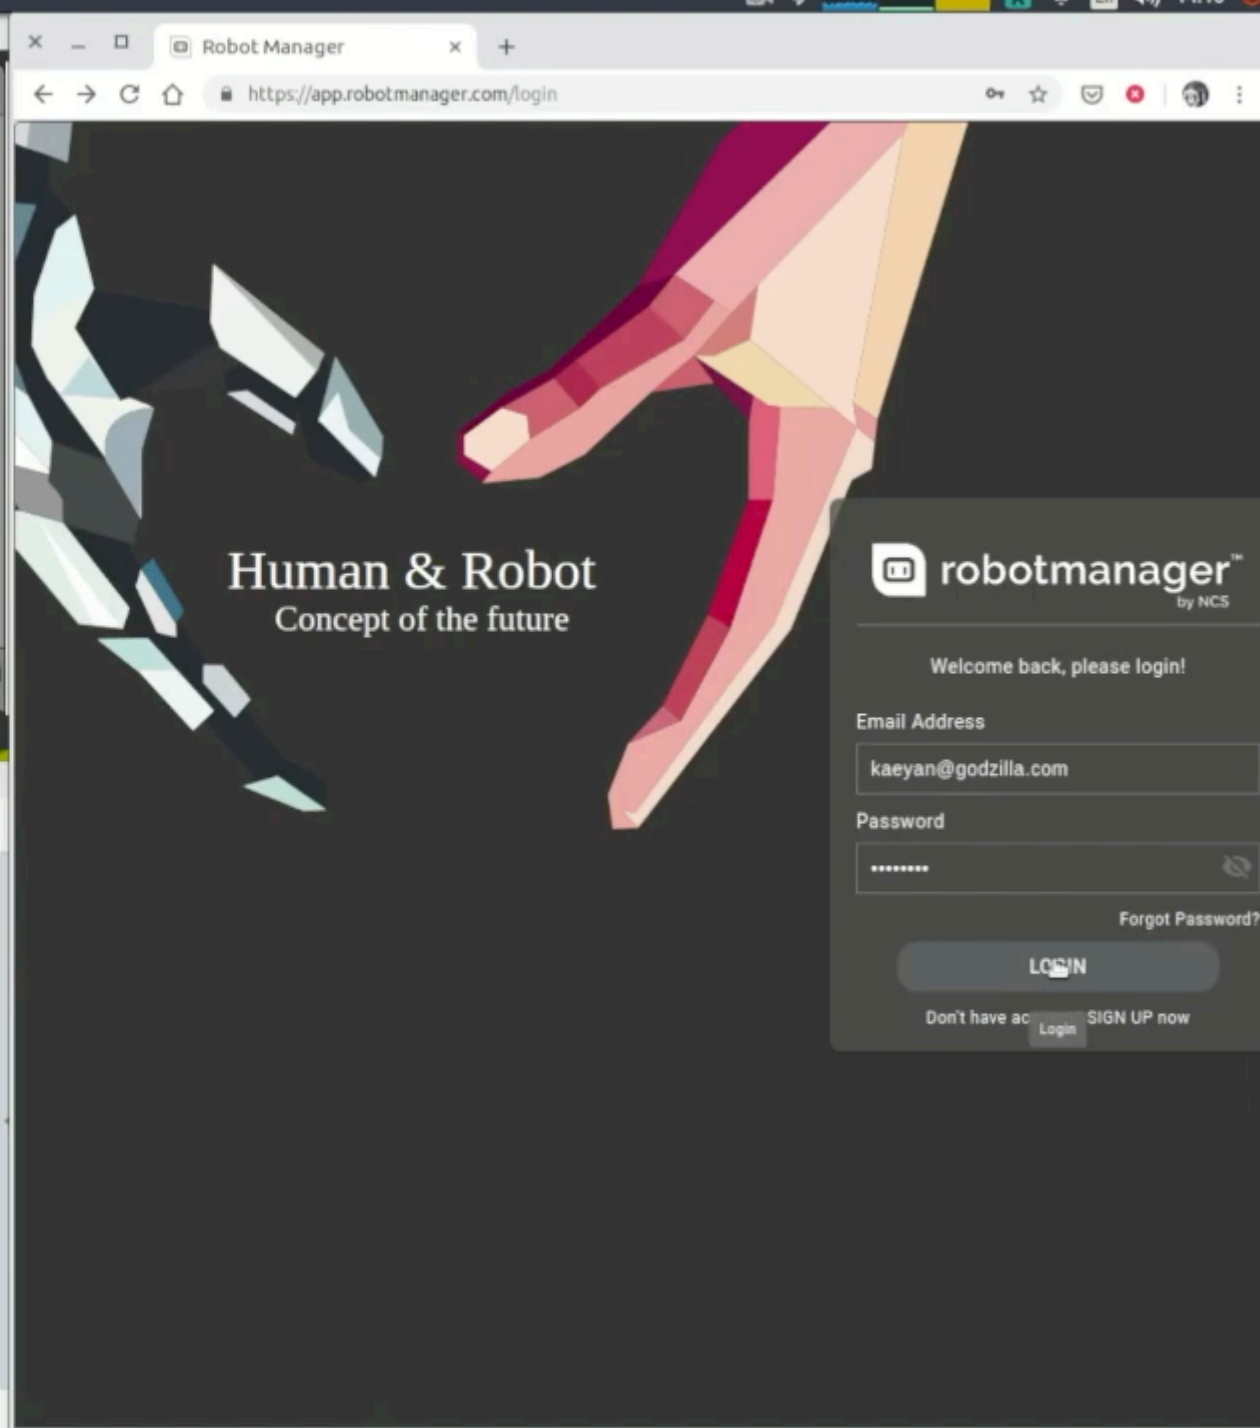 Robot Manager
https://app.robotmanager.com/login
Human & Robot
Concept of the future
robotmanager™
by NCS
Welcome back, please login!
Email Address
kaeyan@godzilla.com
Password
••••••••
Forgot Password?
LOGIN
Don't have ac SIGN UP now
Login